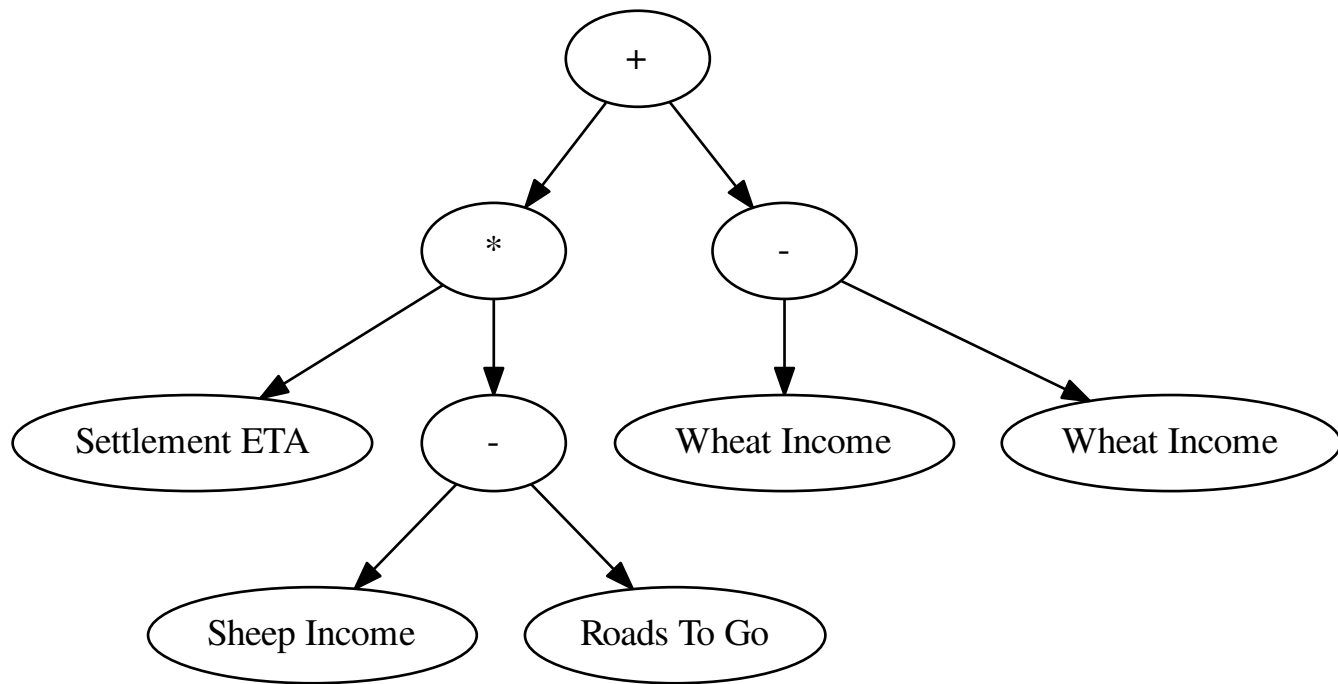 +
*
-
Settlement ETA
-
Wheat Income
Wheat Income
Sheep Income
Roads To Go